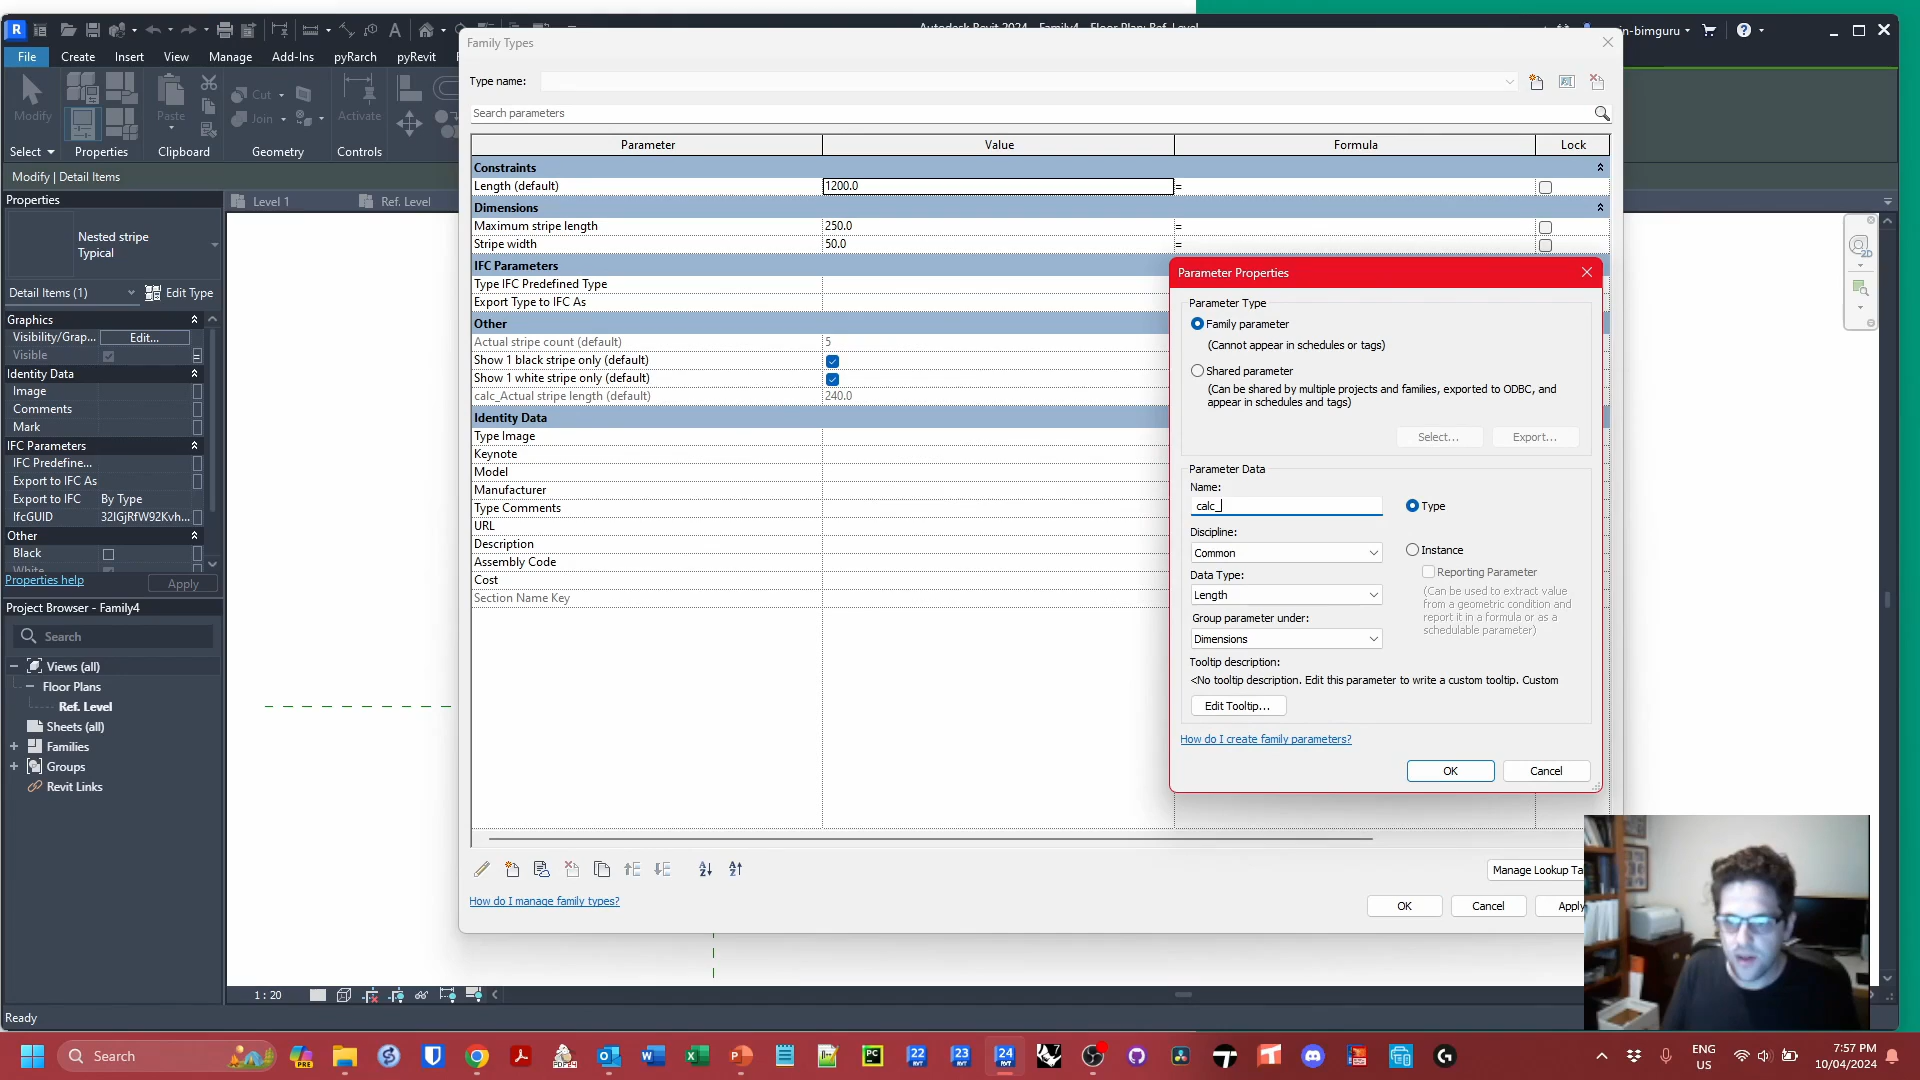 Autodesk Revit 2024 - Family4 - Floor Plan: Ref. Level
n-bimguru
File
Create
Insert
View
Manage
Add-Ins
pyRarch
pyRevit
Modify
Paste
Cut
Join
Activate
Select
Properties
Clipboard
Geometry
Controls
Modify | Detail Items
Properties
Level 1
Ref. Level
Nested stripe
Typical
Detail Items (1)
Edit Type
Graphics
Visibility/Grap...
Edit...
Visible
Identity Data
Image
Comments
Mark
IFC Parameters
IFC Predefine...
Export to IFC As
Export to IFC
By Type
IfcGUID
32IGjRfW92Kvh...
Other
Black
White
Properties help
Apply
Project Browser - Family4
Search
Views (all)
Floor Plans
Ref. Level
Sheets (all)
Families
Groups
Revit Links
Family Types
Type name:
Search parameters
Parameter
Value
Formula
Lock
Constraints
Length (default)
1200.0
=
Dimensions
Maximum stripe length
250.0
=
Stripe width
50.0
=
IFC Parameters
Type IFC Predefined Type
Export Type to IFC As
Other
Actual stripe count (default)
5
Show 1 black stripe only (default)
Show 1 white stripe only (default)
calc_Actual stripe length (default)
240.0
Identity Data
Type Image
Keynote
Model
Manufacturer
Type Comments
URL
Description
Assembly Code
Cost
Section Name Key
Manage Lookup Ta
How do I manage family types?
OK
Cancel
Apply
Parameter Properties
Parameter Type
Family parameter
(Cannot appear in schedules or tags)
Shared parameter
(Can be shared by multiple projects and families, exported to ODBC, and
appear in schedules and tags)
Select...
Export...
Parameter Data
Name:
calc_
Type
Discipline:
Common
Instance
Data Type:
Reporting Parameter
Length
(Can be used to extract value
from a geometric condition and
report it in a formula or as a
schedulable parameter)
Group parameter under:
Dimensions
Tooltip description:
<No tooltip description. Edit this parameter to write a custom tooltip. Custom
Edit Tooltip...
How do I create family parameters?
OK
Cancel
1 : 20
Ready
Search
ENG
US
7:57 PM
10/04/2024